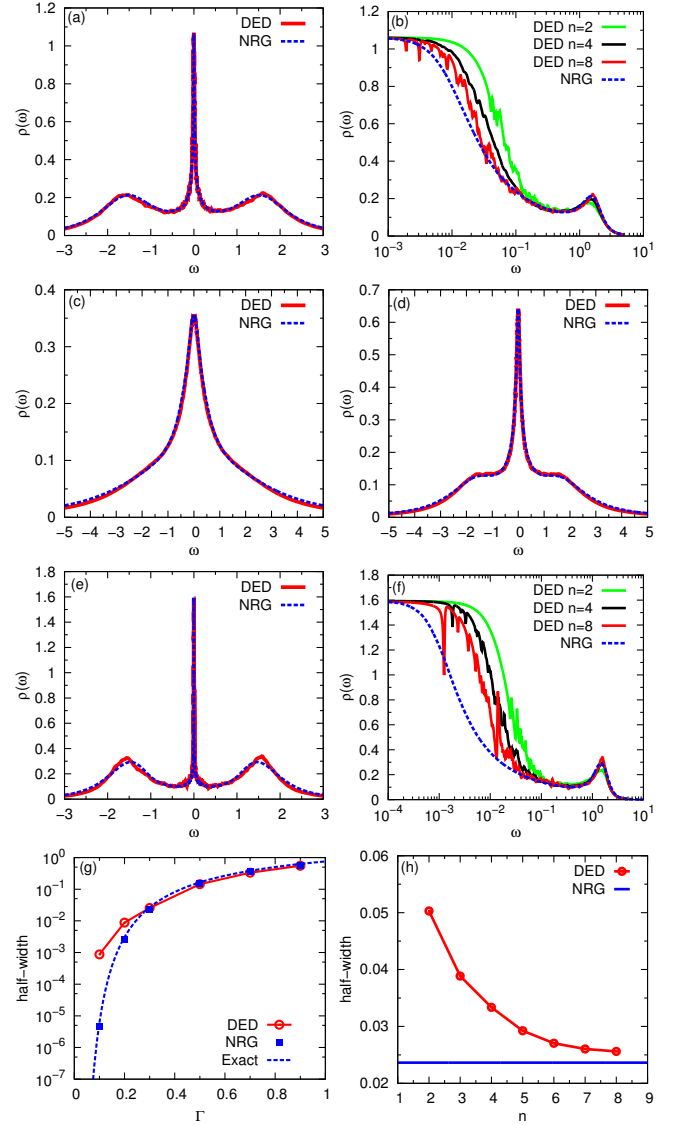 (a)
DED
NRG
ρ(ω)
0 0.2 0.4 0.6 0.8 1 1.2
−3 −2 −1 0 1 2 3
ω
(b)
DED n=2
DED n=4
DED n=8
NRG
ρ(ω)
0 0.2 0.4 0.6 0.8 1.0 1.2
10−3 10−2 10−1 100 101
ω
(c)
DED
NRG
ρ(ω)
0 0.1 0.2 0.3 0.4
−5 −4 −3 −2 −1 0 1 2 3 4 5
ω
(d)
DED
NRG
ρ(ω)
0 0.1 0.2 0.3 0.4 0.5 0.6 0.7
−5 −4 −3 −2 −1 0 1 2 3 4 5
ω
(e)
DED
NRG
ρ(ω)
0 0.2 0.4 0.6 0.8 1.0 1.2 1.4 1.6 1.8
−3 −2 −1 0 1 2 3
ω
(f)
DED n=2
DED n=4
DED n=8
NRG
ρ(ω)
0 0.2 0.4 0.6 0.8 1 1.2 1.4 1.6 1.8
10−4 10−3 10−2 10−1 100 101
ω
(g)
DED
NRG
Exact
half−width
10−7 10−6 10−5 10−4 10−3 10−2 10−1 100
0 0.2 0.4 0.6 0.8 1
Γ
(h)
DED
NRG
half−width
0.02 0.03 0.04 0.05 0.06
1 2 3 4 5 6 7 8 9
n